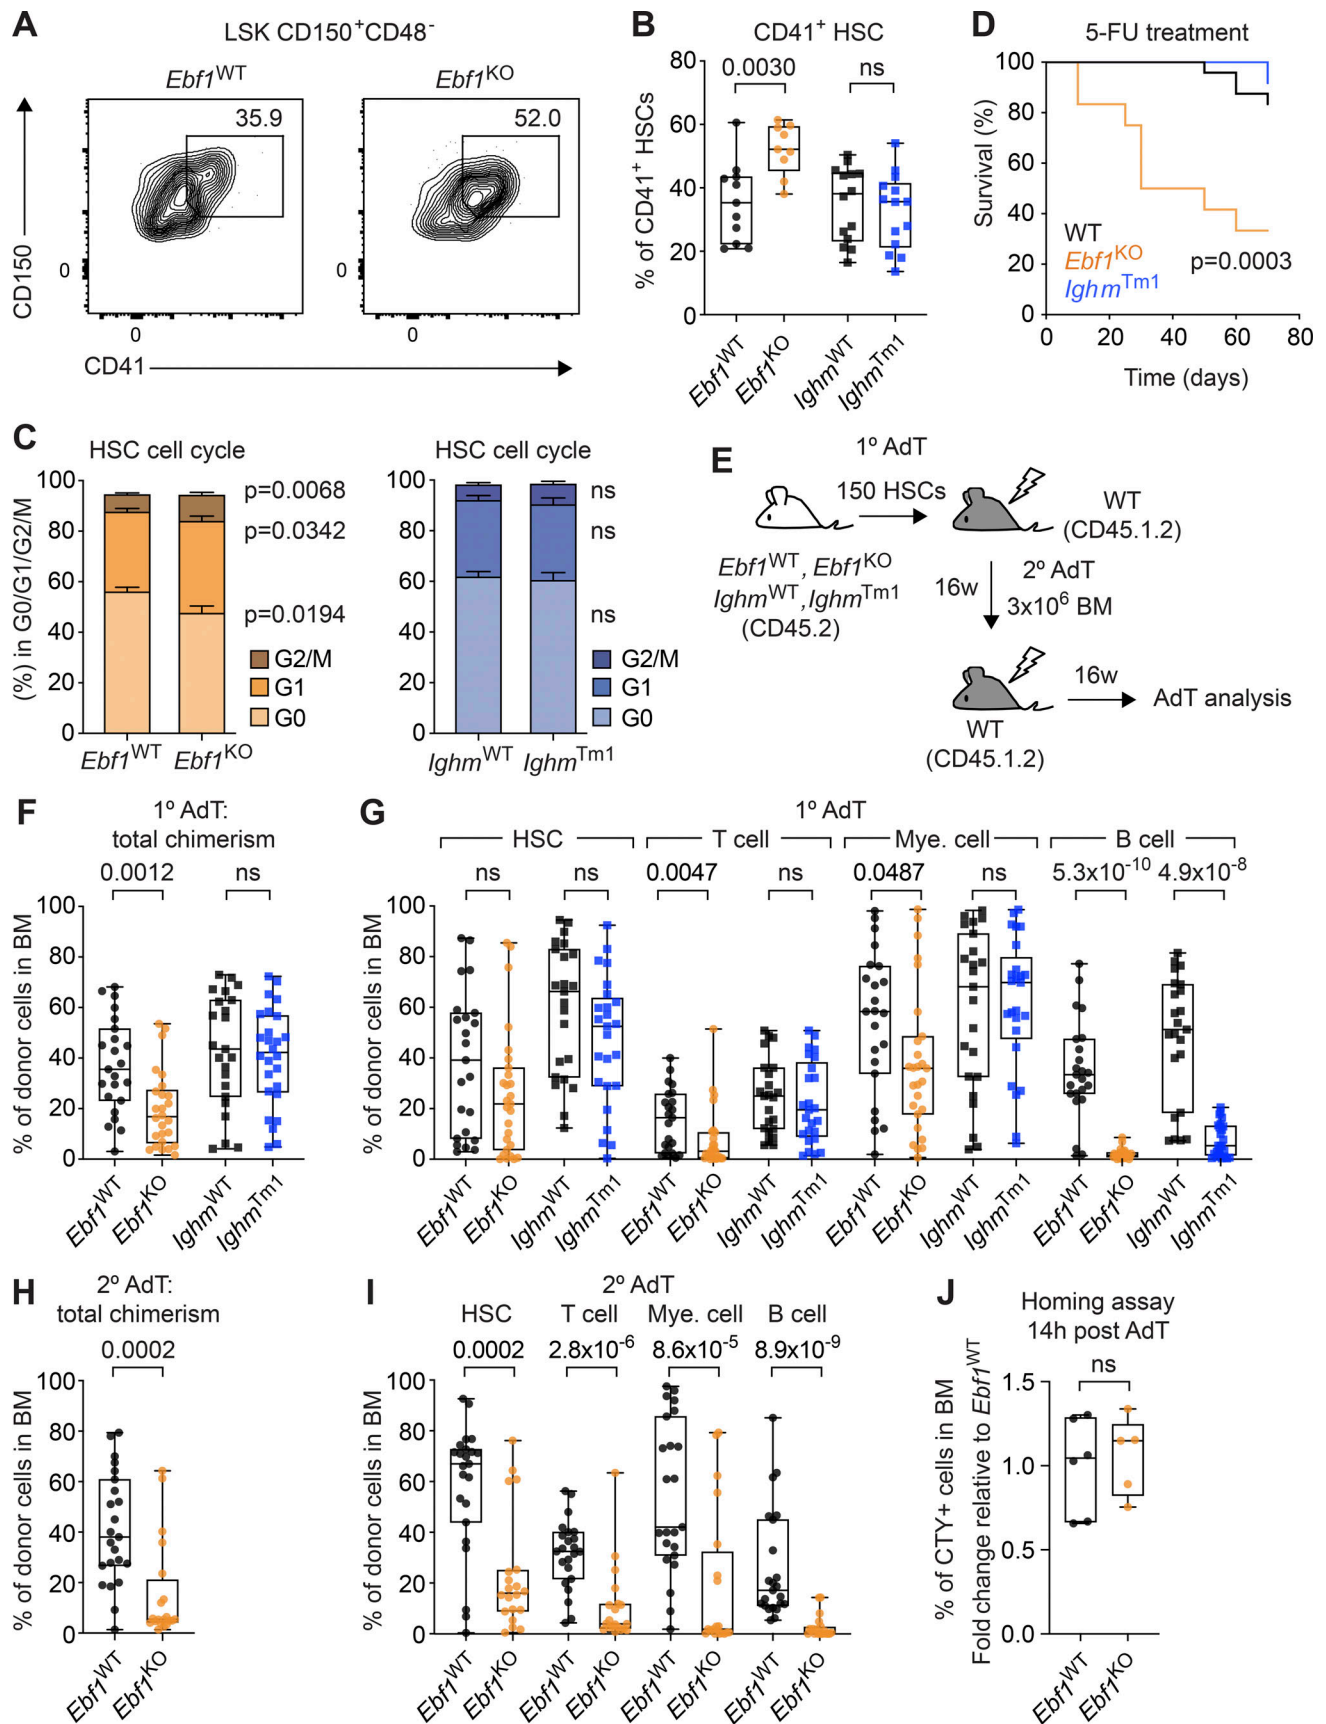 A
LSK CD150⁺CD48⁻
Ebf1ᵂᵀ
Ebf1ᴷᴼ
35.9
52.0
CD150
0
0
0
0
CD41
B
CD41⁺ HSC
0.0030
ns
% of CD41⁺ HSCs
80
60
40
20
0
Ebf1ᵂᵀ
Ebf1ᴷᴼ
Ighmᵂᵀ
Ighmᵀᵐ¹
D
5-FU treatment
Survival (%)
100
80
60
40
20
0
WT
Ebf1ᴷᴼ
Ighmᵀᵐ¹
p=0.0003
0 20 40 60 80
Time (days)
C
HSC cell cycle
(%) in G0/G1/G2/M
100
80
60
40
20
0
p=0.0068
p=0.0342
p=0.0194
G2/M
G1
G0
Ebf1ᵂᵀ
Ebf1ᴷᴼ
HSC cell cycle
100
80
60
40
20
0
ns
ns
ns
G2/M
G1
G0
Ighmᵂᵀ
Ighmᵀᵐ¹
E
1º AdT
150 HSCs
WT
(CD45.1.2)
Ebf1ᵂᵀ, Ebf1ᴷᴼ
Ighmᵂᵀ, Ighmᵀᵐ¹
(CD45.2)
16w
2º AdT
3x10⁶ BM
16w
AdT analysis
WT
(CD45.1.2)
F
1º AdT:
total chimerism
0.0012
ns
% of donor cells in BM
100
80
60
40
20
0
Ebf1ᵂᵀ
Ebf1ᴷᴼ
Ighmᵂᵀ
Ighmᵀᵐ¹
G
1º AdT
HSC
T cell
Mye. cell
B cell
ns
ns
0.0047
ns
0.0487
ns
5.3x10⁻¹⁰
4.9x10⁻⁸
% of donor cells in BM
100
80
60
40
20
0
Ebf1ᵂᵀ
Ebf1ᴷᴼ
Ighmᵂᵀ
Ighmᵀᵐ¹
Ebf1ᵂᵀ
Ebf1ᴷᴼ
Ighmᵂᵀ
Ighmᵀᵐ¹
Ebf1ᵂᵀ
Ebf1ᴷᴼ
Ighmᵂᵀ
Ighmᵀᵐ¹
Ebf1ᵂᵀ
Ebf1ᴷᴼ
Ighmᵂᵀ
Ighmᵀᵐ¹
H
2º AdT:
total chimerism
0.0002
% of donor cells in BM
100
80
60
40
20
0
Ebf1ᵂᵀ
Ebf1ᴷᴼ
I
2º AdT
HSC
T cell
Mye. cell
B cell
0.0002
2.8x10⁻⁶
8.6x10⁻⁵
8.9x10⁻⁹
% of donor cells in BM
100
80
60
40
20
0
Ebf1ᵂᵀ
Ebf1ᴷᴼ
Ebf1ᵂᵀ
Ebf1ᴷᴼ
Ebf1ᵂᵀ
Ebf1ᴷᴼ
Ebf1ᵂᵀ
Ebf1ᴷᴼ
J
Homing assay
14h post AdT
ns
% of CTY+ cells in BM
Fold change relative to Ebf1ᵂᵀ
1.5
1.0
0.5
0.0
Ebf1ᵂᵀ
Ebf1ᴷᴼ